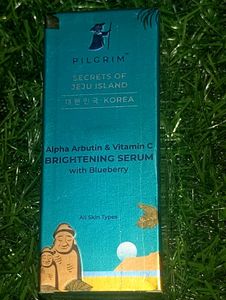 PILGRIM
SECRETS OF
JEJU ISLAND
대한민국 KOREA
Alpha Arbutin & Vitamin C
BRIGHTENING SERUM
with Blueberry
All Skin Types